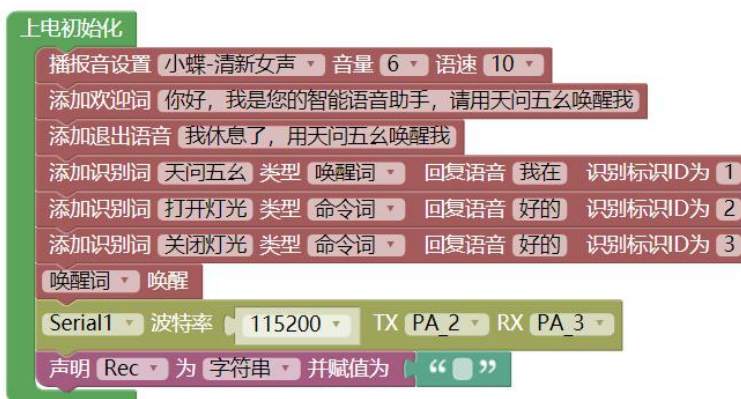 上电初始化
播报音设置 小蝶-清新女声 音量 6 语速 10
添加欢迎词 你好，我是您的智能语音助手，请用天问五幺唤醒我
添加退出语音 我休息了，用天问五幺唤醒我
添加识别词 天问五幺 类型 唤醒词 回复语音 我在 识别标识ID为 1
添加识别词 打开灯光 类型 命令词 回复语音 好的 识别标识ID为 2
添加识别词 关闭灯光 类型 命令词 回复语音 好的 识别标识ID为 3
唤醒词 唤醒
Serial1 波特率 115200 TX PA_2 RX PA_3
声明 Rec 为 字符串 并赋值为 “ ”